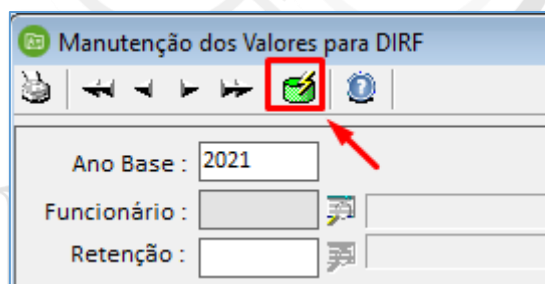 Manutenção dos Valores para DIRF
Ano Base : 2021
Funcionário :
Retenção :